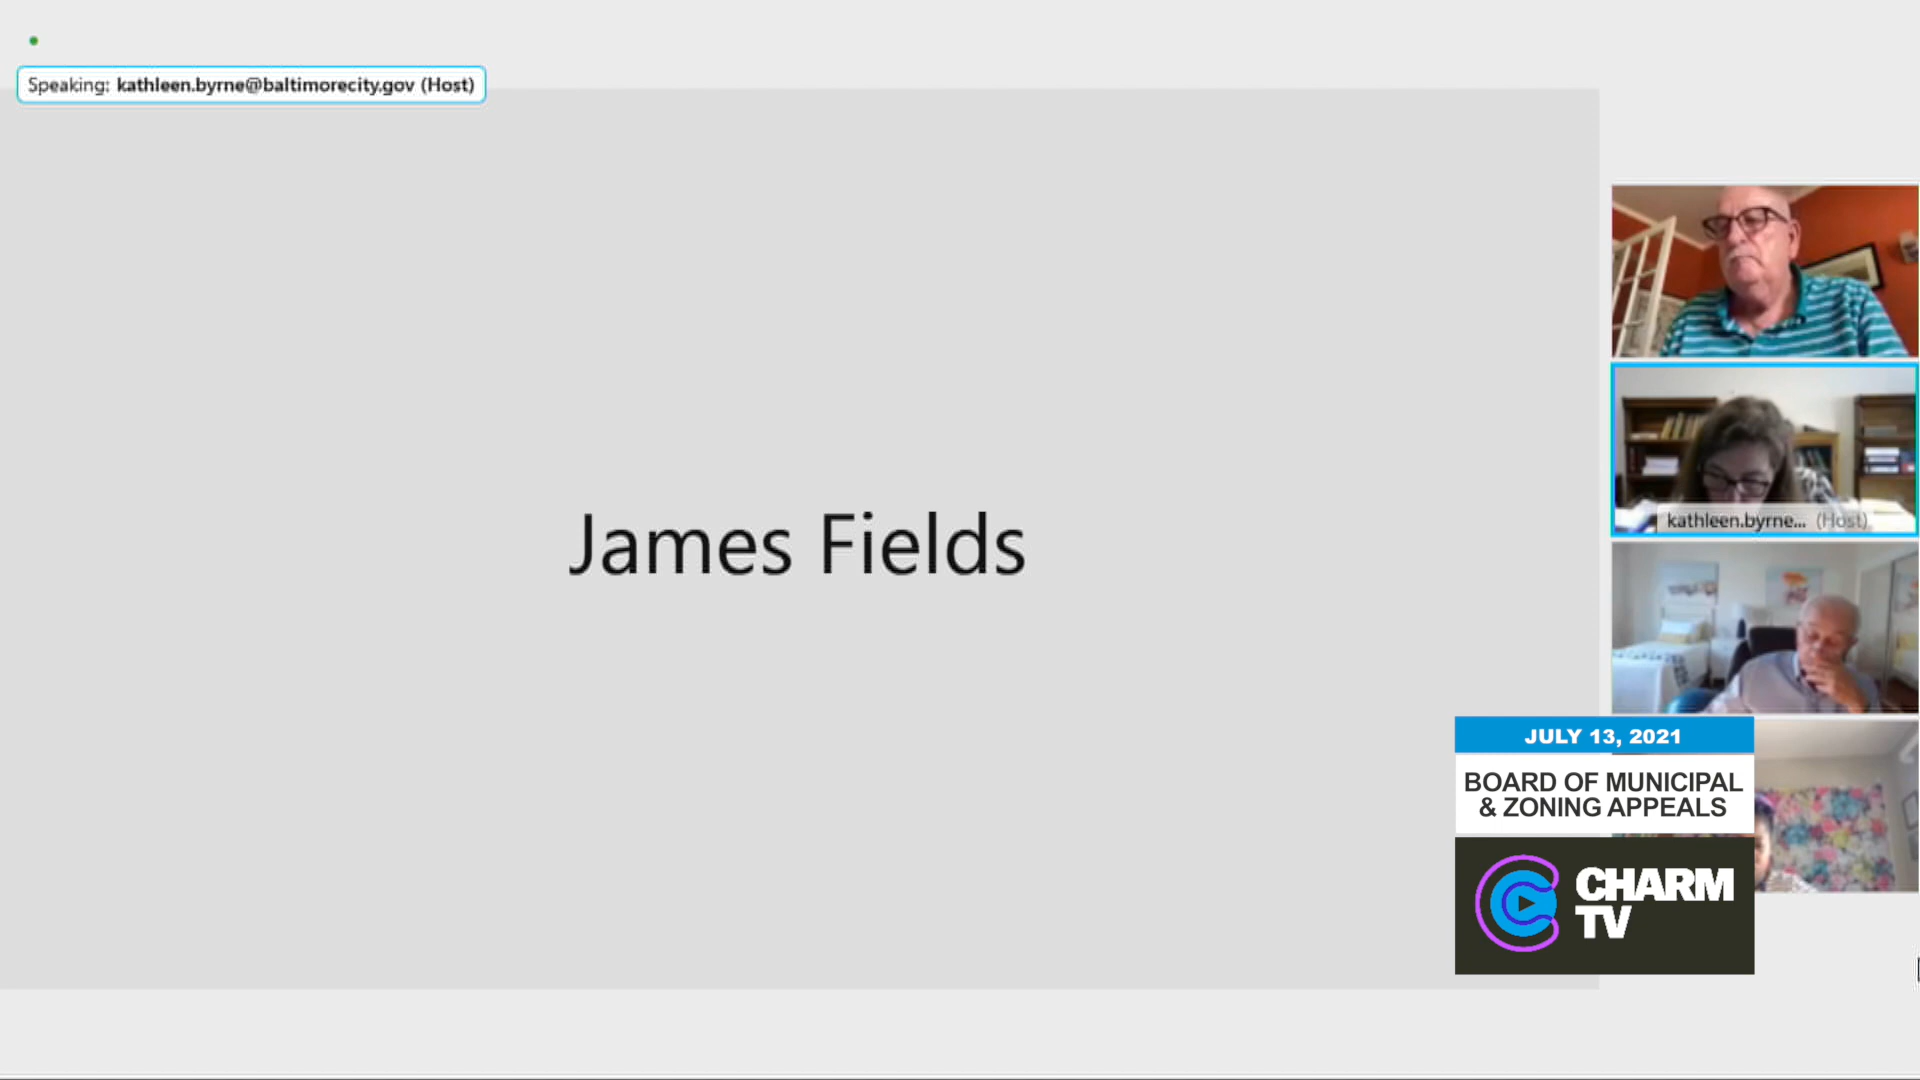 Speaking: kathleen.byrne@baltimorecity.gov (Host)
James Fields
kathleen.byrne... (Host)
JULY 13, 2021
BOARD OF MUNICIPAL
& ZONING APPEALS
CHARM
TV